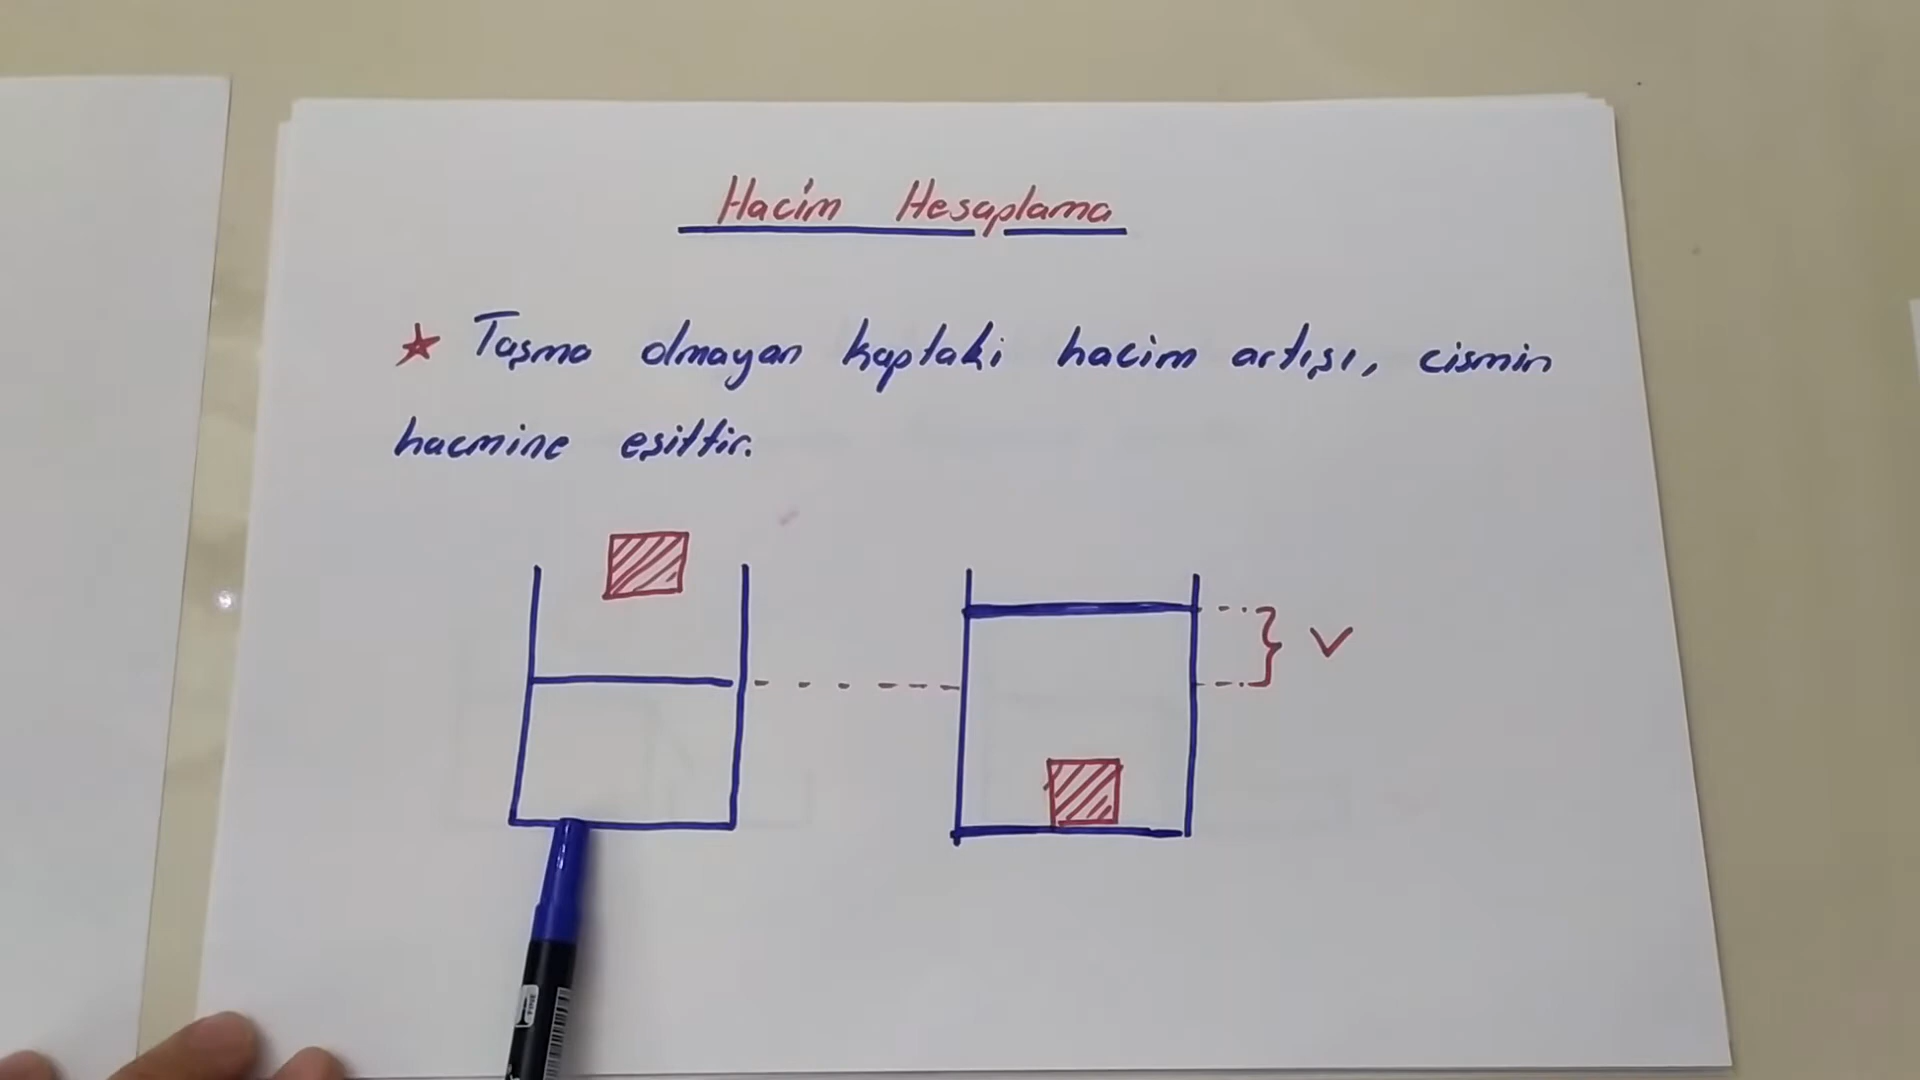 Hacim Hesaplama
★ Taşma olmayan kaptaki hacim artışı, cismin
hacmine eşittir.
V